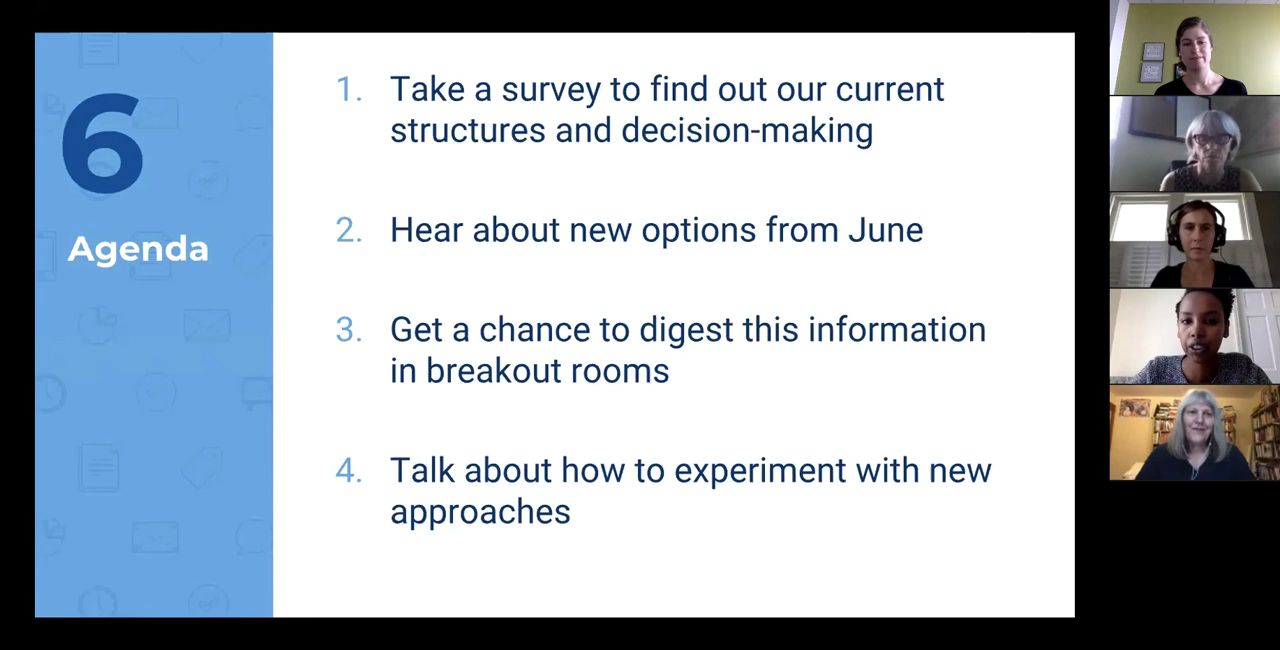 6
Agenda
1. Take a survey to find out our current
structures and decision-making
2. Hear about new options from June
3. Get a chance to digest this information
in breakout rooms
4. Talk about how to experiment with new
approaches